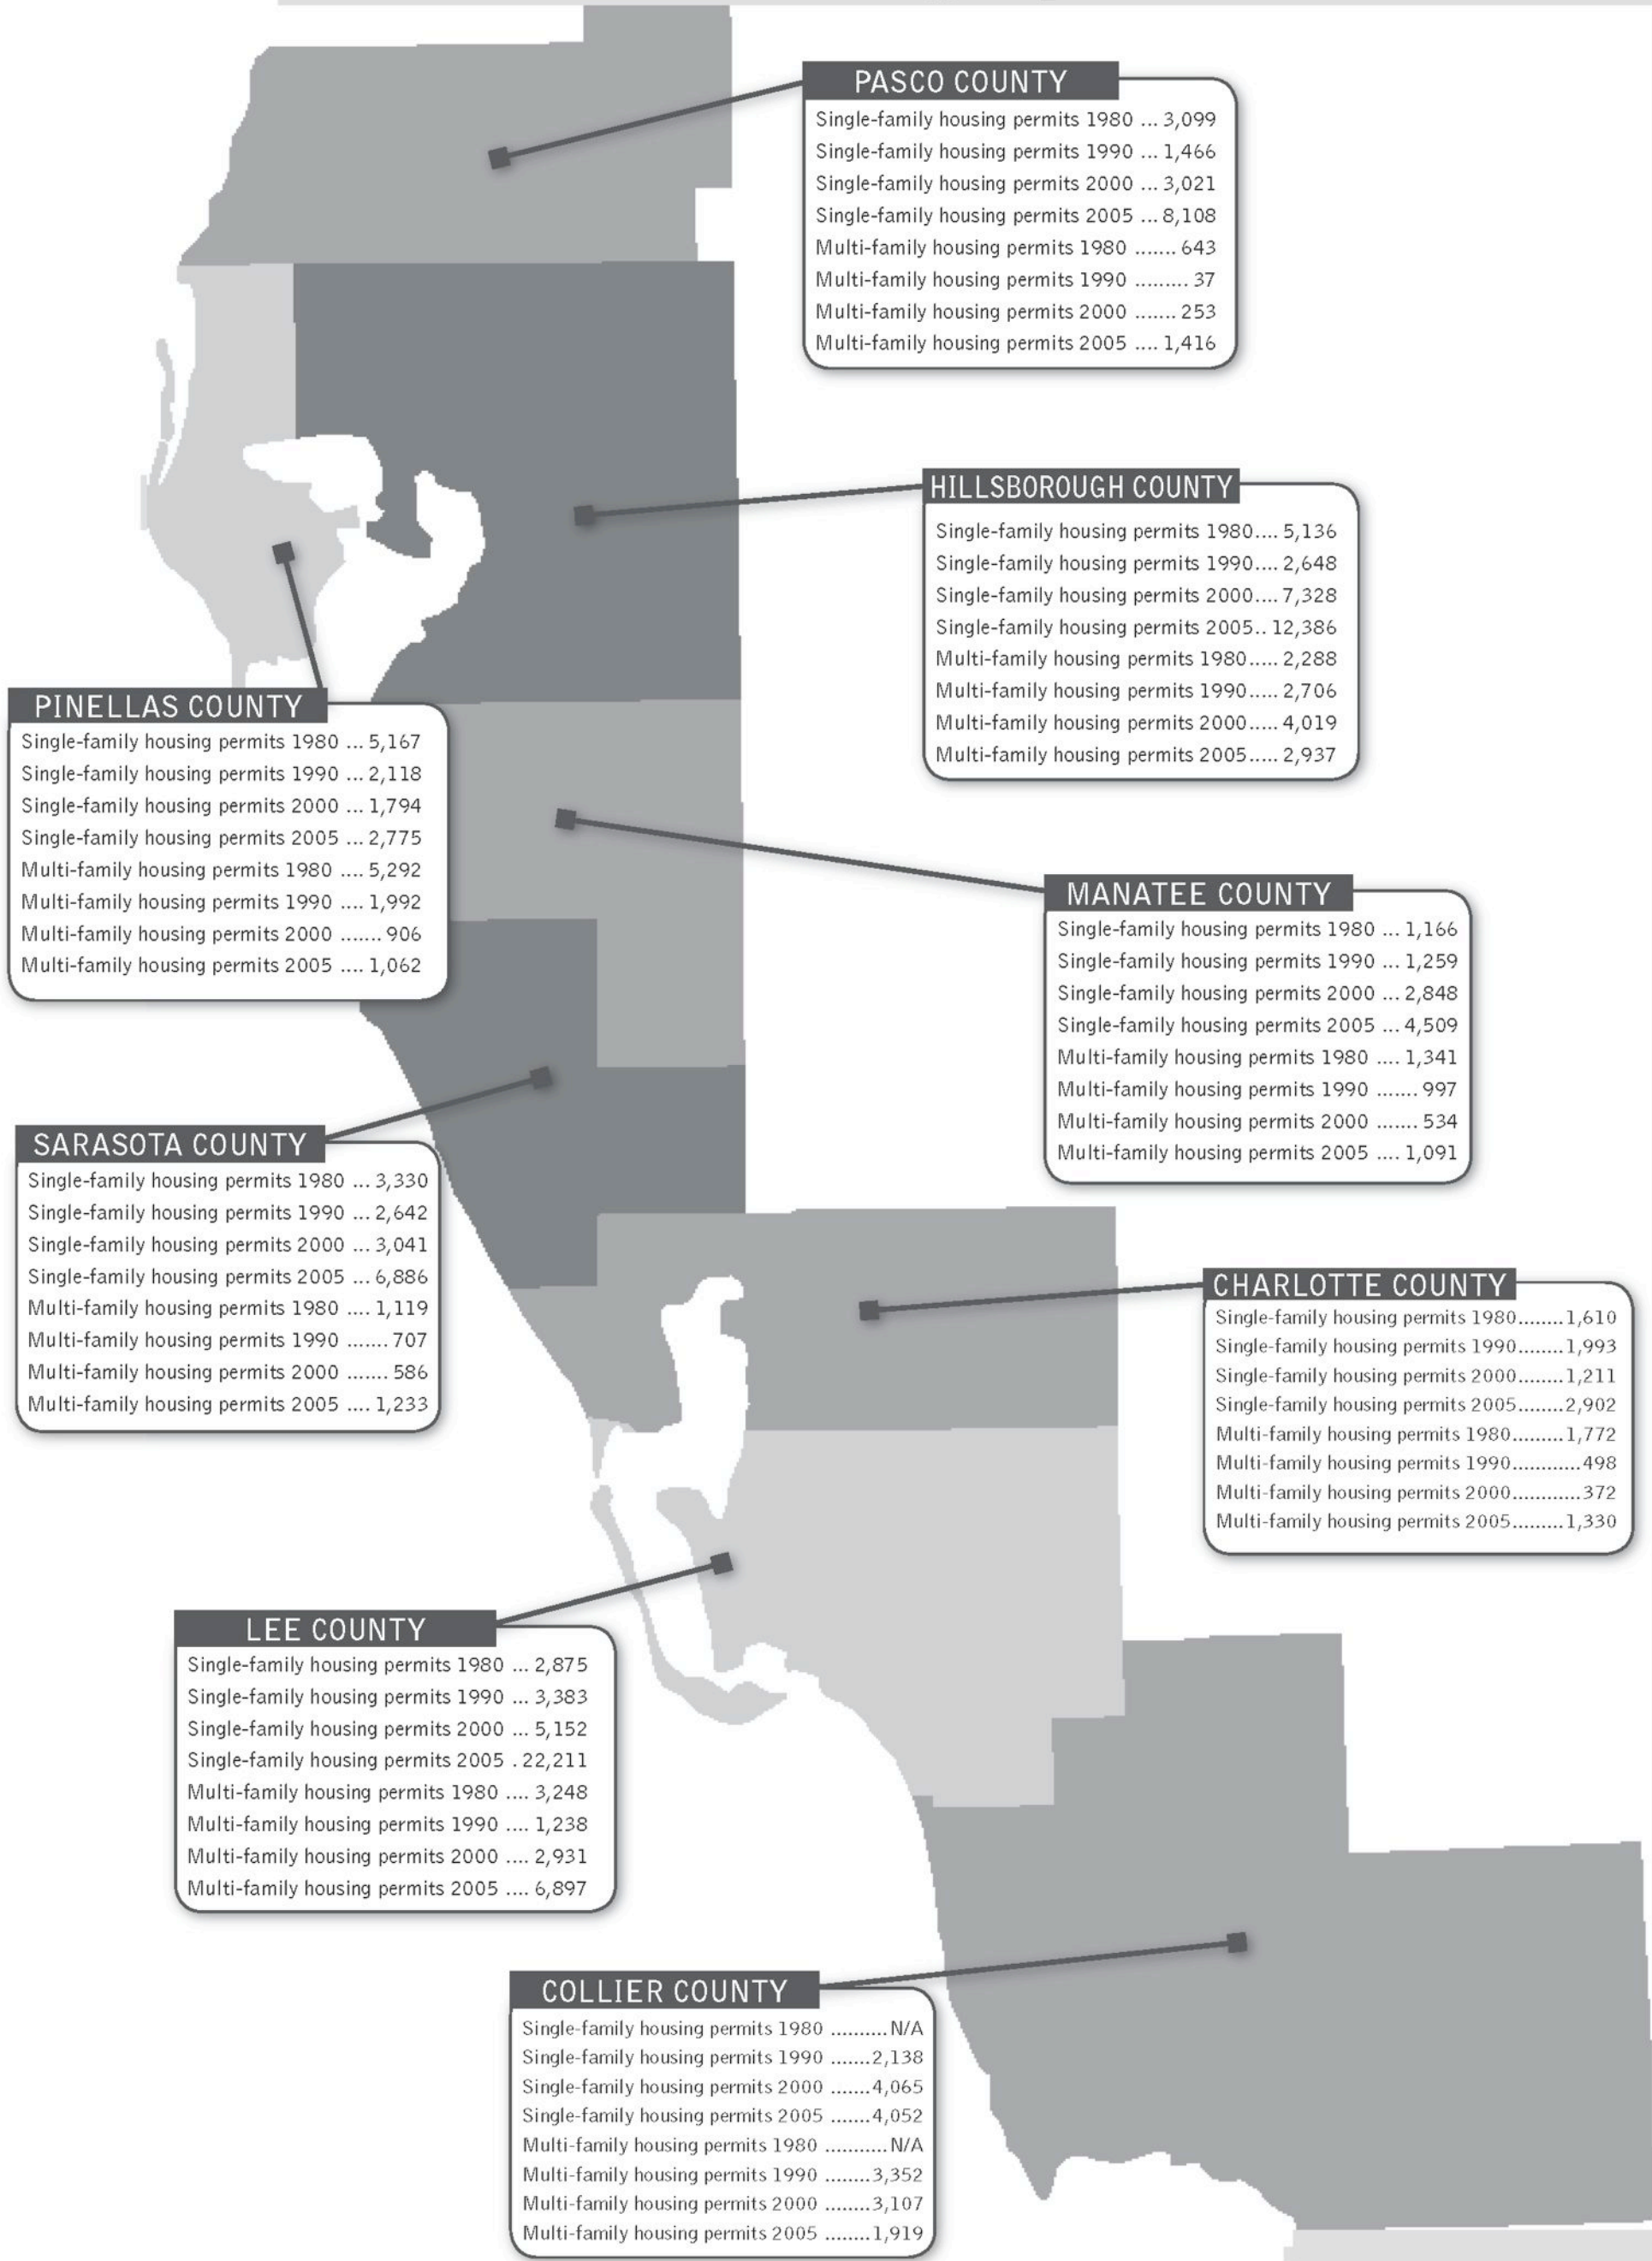 PASCO COUNTY
Single-family housing permits 1980 ... 3,099
Single-family housing permits 1990 ... 1,466
Single-family housing permits 2000 ... 3,021
Single-family housing permits 2005 ... 8,108
Multi-family housing permits 1980 ....... 643
Multi-family housing permits 1990 ......... 37
Multi-family housing permits 2000 ....... 253
Multi-family housing permits 2005 .... 1,416
HILLSBOROUGH COUNTY
Single-family housing permits 1980.... 5,136
Single-family housing permits 1990.... 2,648
Single-family housing permits 2000.... 7,328
Single-family housing permits 2005.. 12,386
Multi-family housing permits 1980..... 2,288
Multi-family housing permits 1990..... 2,706
Multi-family housing permits 2000..... 4,019
Multi-family housing permits 2005..... 2,937
PINELLAS COUNTY
Single-family housing permits 1980 ... 5,167
Single-family housing permits 1990 ... 2,118
Single-family housing permits 2000 ... 1,794
Single-family housing permits 2005 ... 2,775
Multi-family housing permits 1980 .... 5,292
Multi-family housing permits 1990 .... 1,992
Multi-family housing permits 2000 ....... 906
Multi-family housing permits 2005 .... 1,062
MANATEE COUNTY
Single-family housing permits 1980 ... 1,166
Single-family housing permits 1990 ... 1,259
Single-family housing permits 2000 ... 2,848
Single-family housing permits 2005 ... 4,509
Multi-family housing permits 1980 .... 1,341
Multi-family housing permits 1990 ....... 997
Multi-family housing permits 2000 ....... 534
Multi-family housing permits 2005 .... 1,091
SARASOTA COUNTY
Single-family housing permits 1980 ... 3,330
Single-family housing permits 1990 ... 2,642
Single-family housing permits 2000 ... 3,041
Single-family housing permits 2005 ... 6,886
Multi-family housing permits 1980 .... 1,119
Multi-family housing permits 1990 ....... 707
Multi-family housing permits 2000 ....... 586
Multi-family housing permits 2005 .... 1,233
CHARLOTTE COUNTY
Single-family housing permits 1980........1,610
Single-family housing permits 1990........1,993
Single-family housing permits 2000........1,211
Single-family housing permits 2005........2,902
Multi-family housing permits 1980.........1,772
Multi-family housing permits 1990............498
Multi-family housing permits 2000............372
Multi-family housing permits 2005.........1,330
LEE COUNTY
Single-family housing permits 1980 ... 2,875
Single-family housing permits 1990 ... 3,383
Single-family housing permits 2000 ... 5,152
Single-family housing permits 2005 . 22,211
Multi-family housing permits 1980 .... 3,248
Multi-family housing permits 1990 .... 1,238
Multi-family housing permits 2000 .... 2,931
Multi-family housing permits 2005 .... 6,897
COLLIER COUNTY
Single-family housing permits 1980 ..........N/A
Single-family housing permits 1990 .......2,138
Single-family housing permits 2000 .......4,065
Single-family housing permits 2005 .......4,052
Multi-family housing permits 1980 ...........N/A
Multi-family housing permits 1990 ........3,352
Multi-family housing permits 2000 ........3,107
Multi-family housing permits 2005 ........1,919